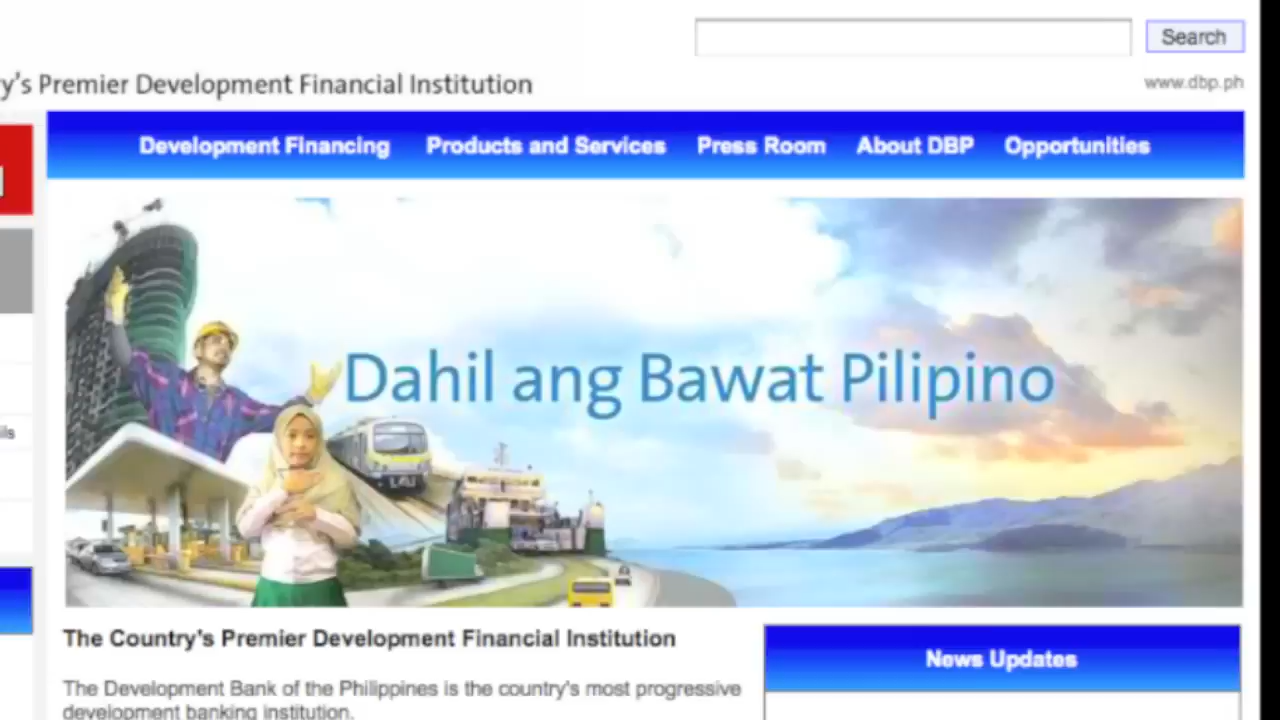 Search
y's Premier Development Financial Institution
www.dbp.ph
Development Financing Products and Services Press Room About DBP Opportunities
Dahil ang Bawat Pilipino
ils
The Country's Premier Development Financial Institution
News Updates
The Development Bank of the Philippines is the country's most progressive
development banking institution.